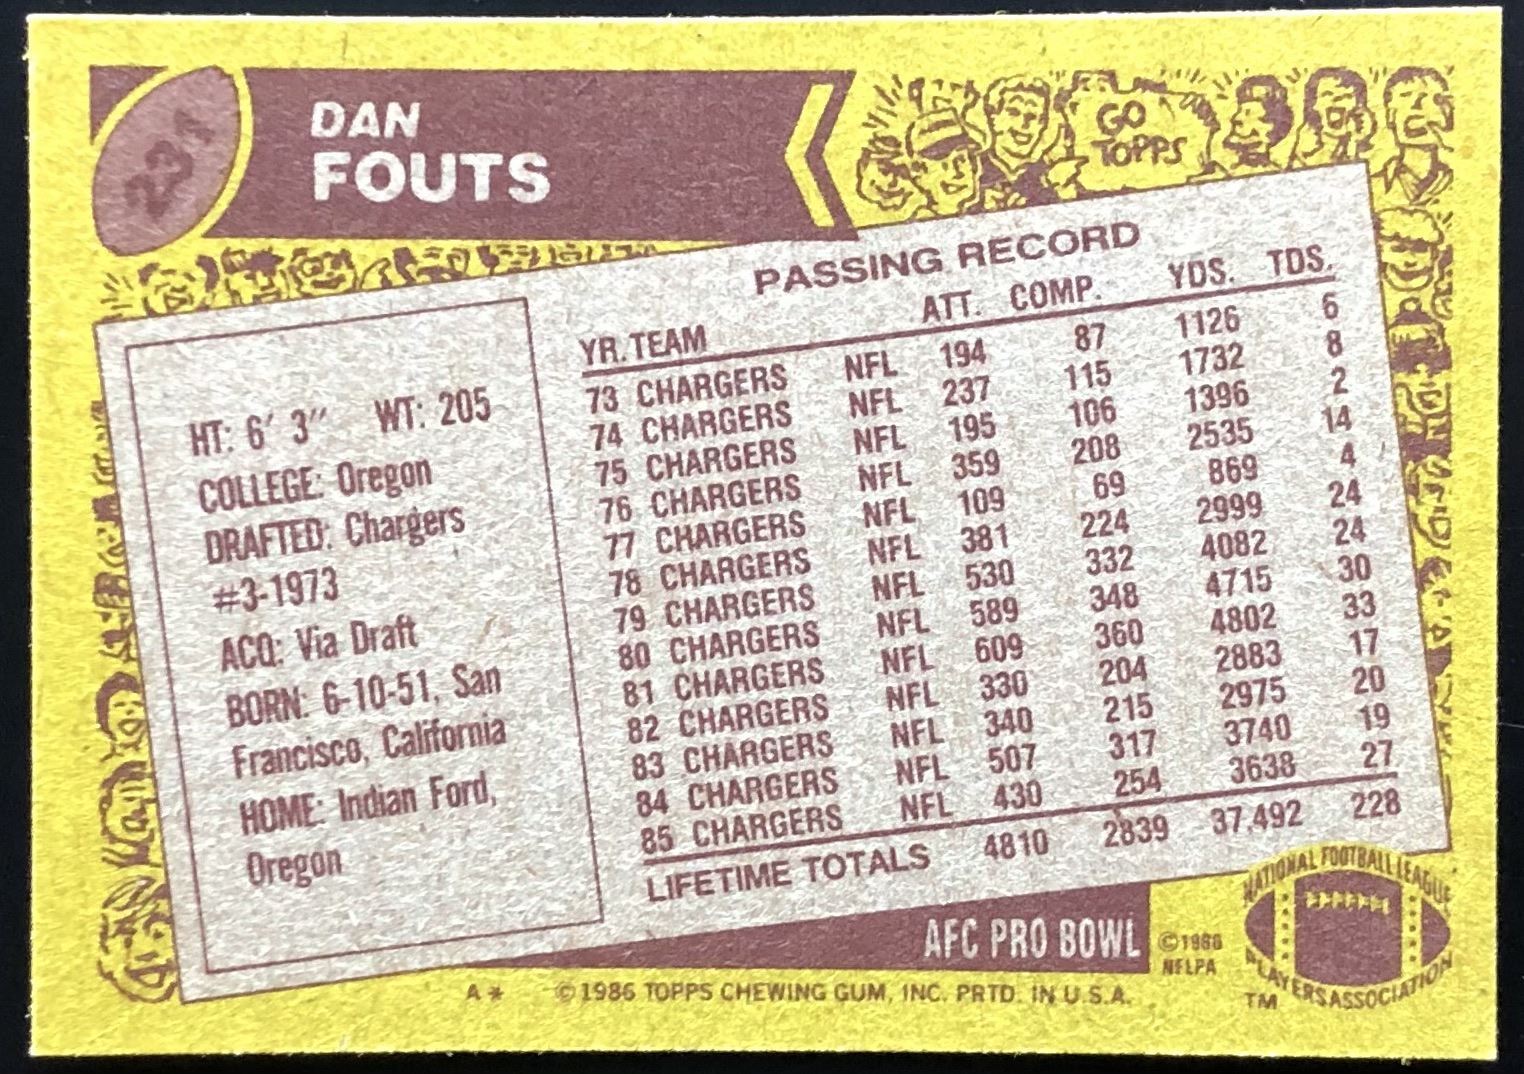 231
DAN
FOUTS
GO
TOPPS
PASSING RECORD
YR. TEAM ATT. COMP. YDS. TDS.
73 CHARGERS NFL 194 87 1126 6
74 CHARGERS NFL 237 115 1732 8
75 CHARGERS NFL 195 106 1396 2
76 CHARGERS NFL 359 208 2535 14
77 CHARGERS NFL 109 69 869 4
78 CHARGERS NFL 381 224 2999 24
79 CHARGERS NFL 530 332 4082 24
80 CHARGERS NFL 589 348 4715 30
81 CHARGERS NFL 609 360 4802 33
82 CHARGERS NFL 330 204 2883 17
83 CHARGERS NFL 340 215 2975 20
84 CHARGERS NFL 507 317 3740 19
85 CHARGERS NFL 430 254 3638 27
LIFETIME TOTALS 4810 2839 37,492 228
HT: 6' 3" WT: 205
COLLEGE: Oregon
DRAFTED: Chargers
#3-1973
ACQ: Via Draft
BORN: 6-10-51, San
Francisco, California
HOME: Indian Ford,
Oregon
AFC PRO BOWL
©1986
NFLPA
NATIONAL FOOTBALL LEAGUE
PLAYERS ASSOCIATION
TM
A* ©1986 TOPPS CHEWING GUM, INC. PRTD. IN U.S.A.